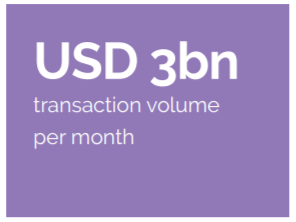 USD 3bn
transaction volume
per month